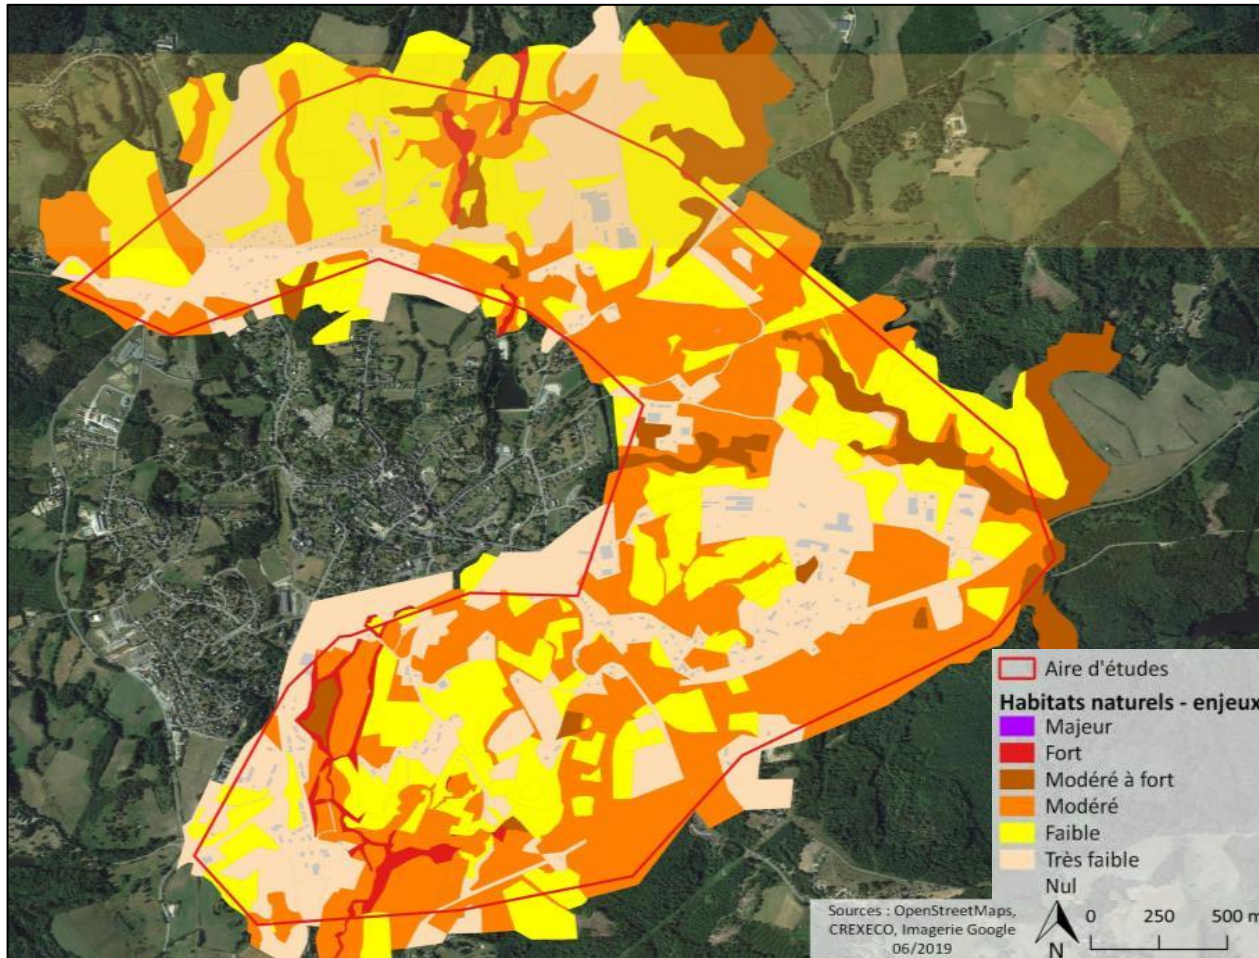 Aire d'études
Habitats naturels - enjeux
Majeur
Fort
Modéré à fort
Modéré
Faible
Très faible
Nul
Sources : OpenStreetMaps,
CREXECO, Imagerie Google
06/2019
N
0 250 500 m